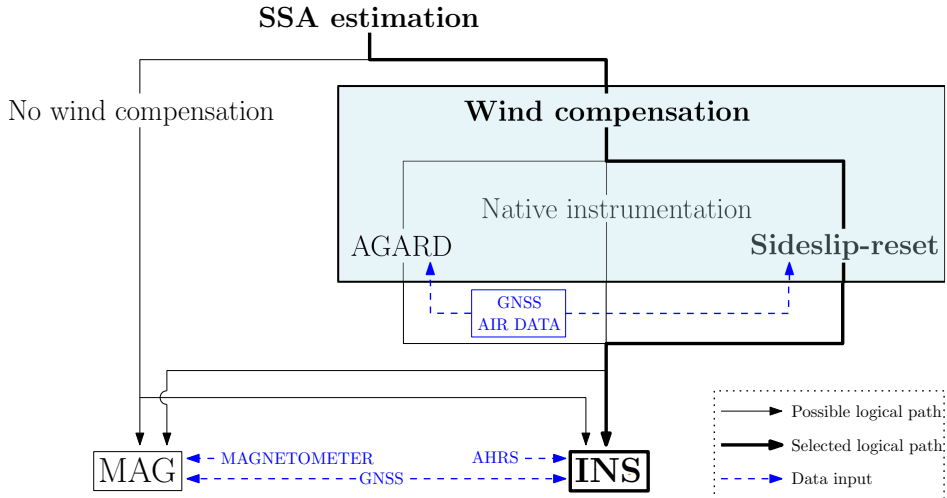 SSA estimation
No wind compensation
Wind compensation
Native instrumentation
AGARD
Sideslip-reset
GNSS
AIR DATA
MAG
MAGNETOMETER
AHRS
GNSS
INS
Possible logical path
Selected logical path
Data input